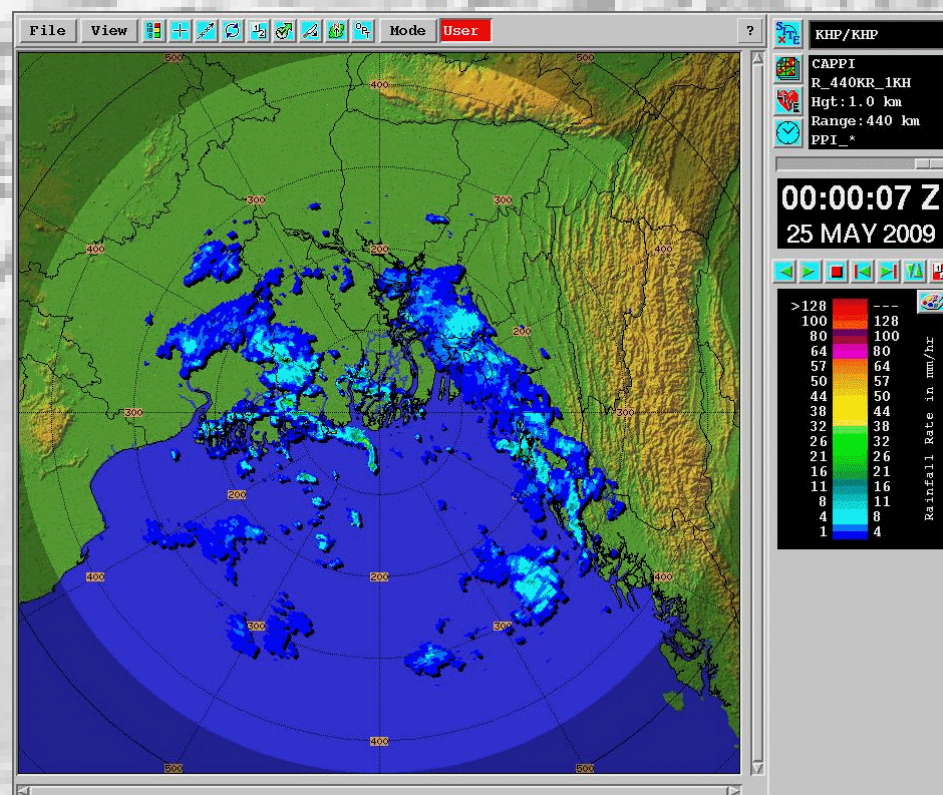 File View Mode User ?
SITE KHP/KHP
CAPPI
R_440KR_1KH
Hgt:1.0 km
Range:440 km
PPI_*
00:00:07 Z
25 MAY 2009
>128 ---
100 128
80 100
64 80
57 64
50 57
44 50
38 44
32 38
26 32
21 26
16 21
11 16
8 11
4 8
1 4
Rainfall Rate in mm/hr
500 500
400
300 300
400 200 400
200
300 300
200
400 200 400
300 300
400
500 500